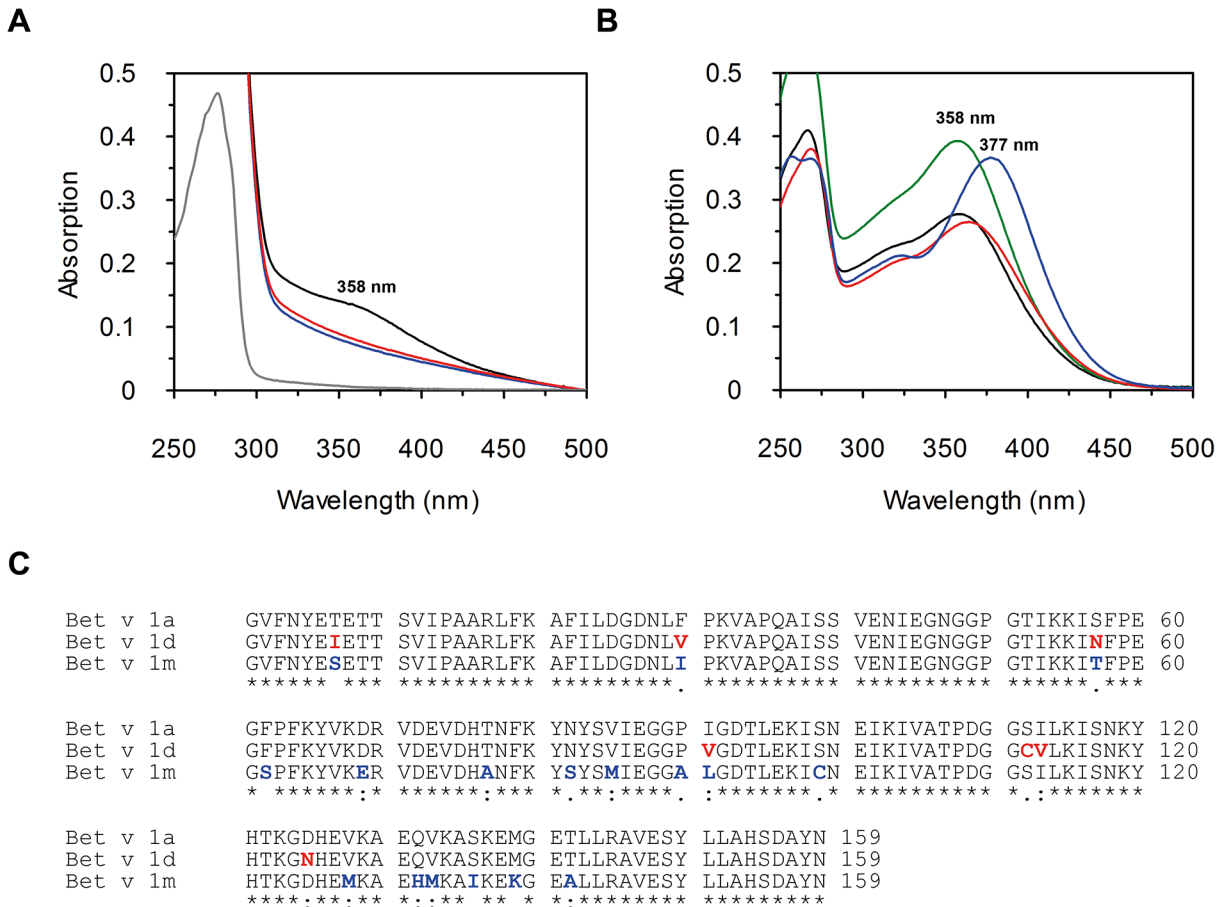 A
B
0.5
0.4
0.3
0.2
0.1
0
Absorption
358 nm
250 300 350 400 450 500
Wavelength (nm)
0.5
0.4
0.3
0.2
0.1
0
Absorption
358 nm
377 nm
250 300 350 400 450 500
Wavelength (nm)
C
Bet v 1a GVFNYETETT SVIPAARLFK AFILDGDNLF PKVAPQAISS VENIEGNGGP GTIKKISFPE 60
Bet v 1d GVFNYEIETT SVIPAARLFK AFILDGDNLV PKVAPQAISS VENIEGNGGP GTIKKINFPE 60
Bet v 1m GVFNYESETT SVIPAARLFK AFILDGDNLI PKVAPQAISS VENIEGNGGP GTIKKITFPE 60
****** *** ********** *********. ********** ********** ******.***
Bet v 1a GFPFKYVKDR VDEVDHTNFK YNYSVIEGGP IGDTLEKISN EIKIVATPDG GSILKISNKY 120
Bet v 1d GFPFKYVKDR VDEVDHTNFK YNYSVIEGGP VGDTLEKISN EIKIVATPDG GCVLKISNKY 120
Bet v 1m GSPFKYVKER VDEVDHANFK YSYSMIEGGA LGDTLEKICN EIKIVATPDG GSILKISNKY 120
* ******:* ******:*** *.**:****. :*******.* ********** *.:*******
Bet v 1a HTKGDHEVKA EQVKASKEMG ETLLRAVESY LLAHSDAYN 159
Bet v 1d HTKGNHEVKA EQVKASKEMG ETLLRAVESY LLAHSDAYN 159
Bet v 1m HTKGDHEMKA EHMKAIKEKG EALLRAVESY LLAHSDAYN 159
****:**:** *::** ** * *:******** *********